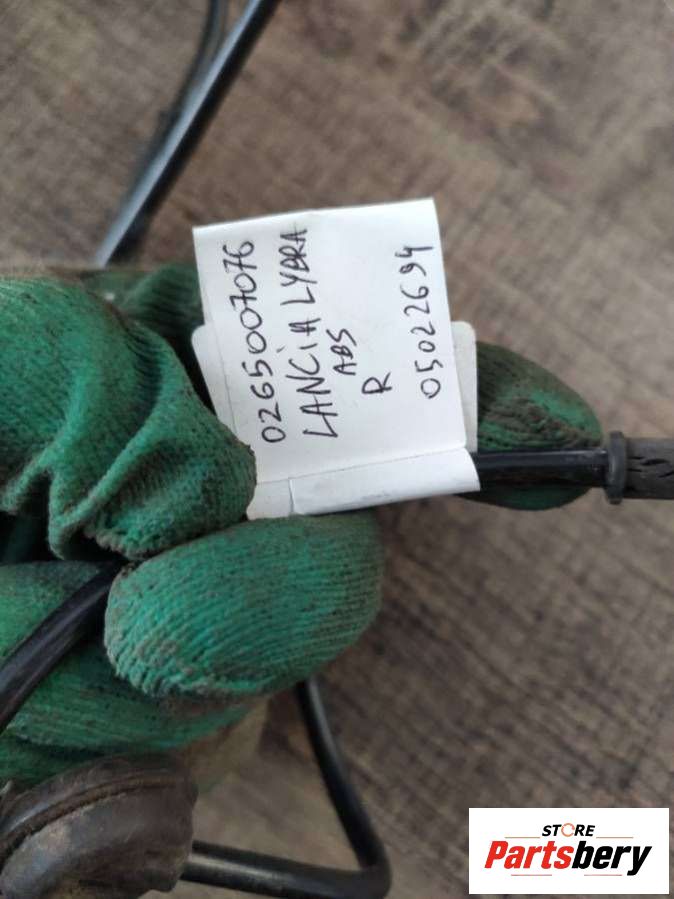 0265007076
LANCiA LYBRA
ABS
R
05022694
STORE
Partsbery